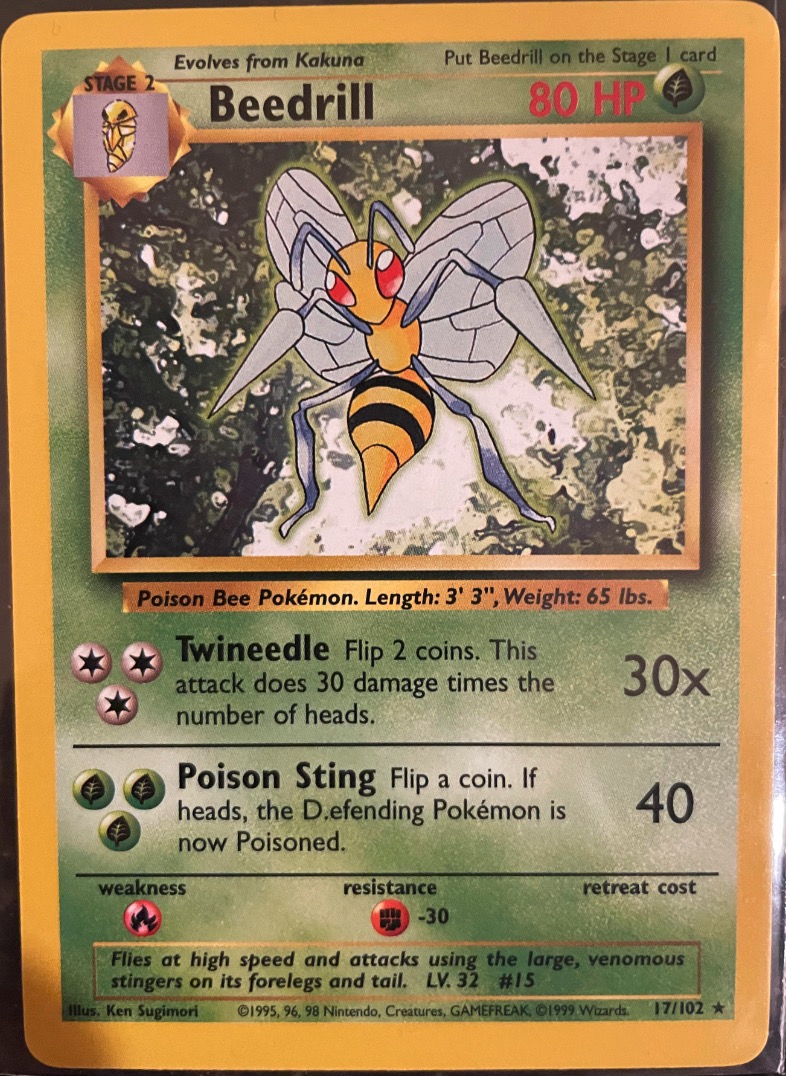 Evolves from Kakuna
Put Beedrill on the Stage 1 card
STAGE 2
Beedrill
80 HP
Poison Bee Pokémon. Length: 3' 3", Weight: 65 lbs.
Twineedle Flip 2 coins. This
attack does 30 damage times the
number of heads.
30x
Poison Sting Flip a coin. If
heads, the D.efending Pokémon is
now Poisoned.
40
weakness
resistance
retreat cost
-30
Flies at high speed and attacks using the large, venomous
stingers on its forelegs and tail. LV. 32 #15
Illus. Ken Sugimori
©1995, 96, 98 Nintendo, Creatures, GAMEFREAK, ©1999 Wizards.
17/102 ★